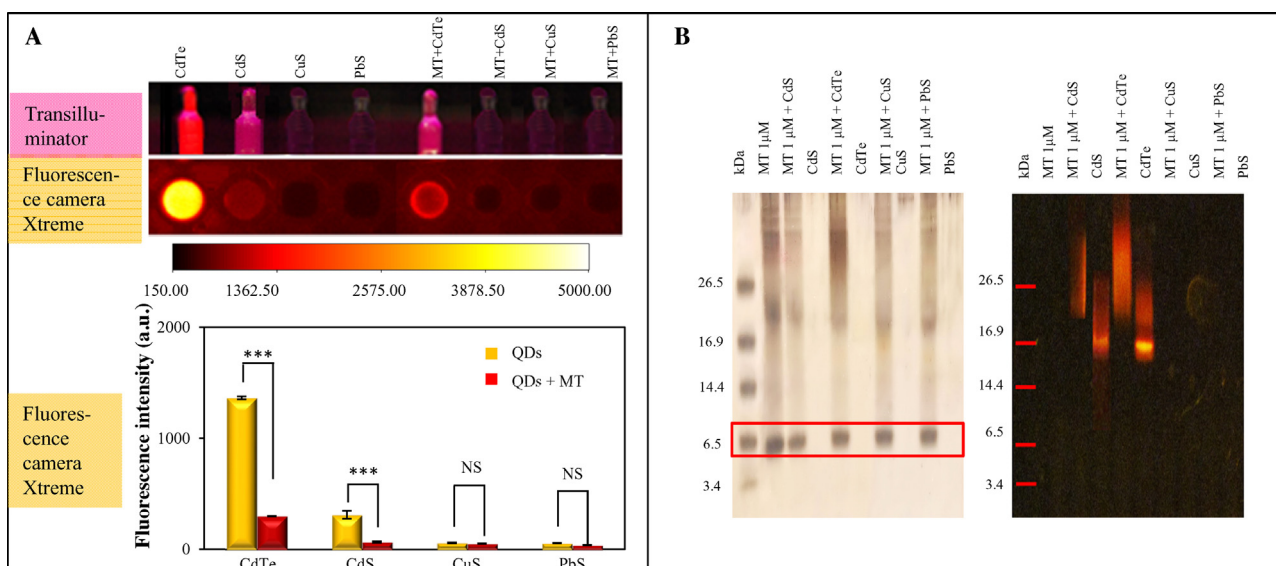 A
CdTe
CdS
CuS
PbS
MT+CdTe
MT+CdS
MT+CuS
MT+PbS
Transillu-
minator
Fluorescen-
ce camera
Xtreme
150.00 1362.50 2575.00 3878.50 5000.00
Fluores-
cence
camera
Xtreme
Fluorescence intensity (a.u.)
2000
1000
0
***
***
NS
NS
QDs
QDs + MT
CdTe CdS CuS PbS
B
kDa
MT 1µM
MT 1 µM + CdS
CdS
MT 1 µM + CdTe
CdTe
MT 1 µM + CuS
CuS
MT 1 µM + PbS
PbS
26.5
16.9
14.4
6.5
3.4
kDa
MT 1µM
MT 1 µM + CdS
CdS
MT 1 µM + CdTe
CdTe
MT 1 µM + CuS
CuS
MT 1 µM + PbS
PbS
26.5
16.9
14.4
6.5
3.4